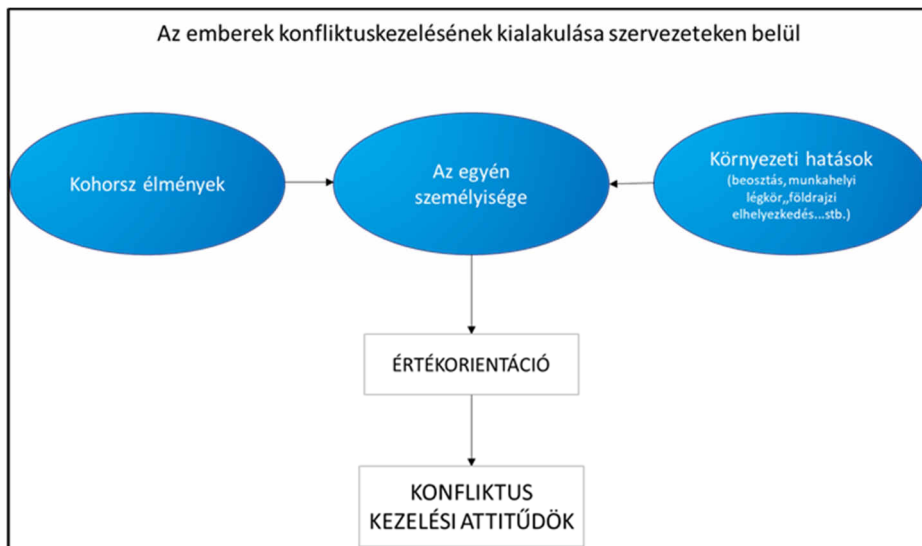 Az emberek konfliktuskezelésének kialakulása szervezeteken belül
Kohorsz élmények
Az egyén
személyisége
Környezeti hatások
(beosztás, munkahelyi
légkör,,földrajzi
elhelyezkedés...stb.)
ÉRTÉKORIENTÁCIÓ
KONFLIKTUS
KEZELÉSI ATTITŰDÖK